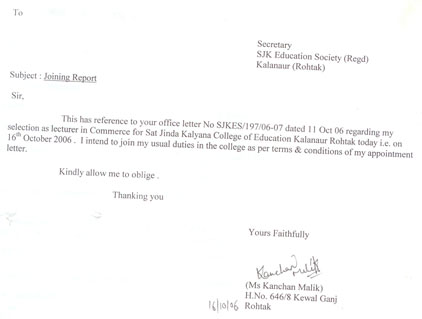 To
Secretary
SJK Education Society (Regd)
Kalanaur (Rohtak)
Subject : Joining Report
Sir,
This has reference to your office letter No SJKES/197/06-07 dated 11 Oct 06 regarding my
selection as lecturer in Commerce for Sat Jinda Kalyana College of Education Kalanaur Rohtak today i.e. on
16th October 2006 . I intend to join my usual duties in the college as per terms & conditions of my appointment
letter.
Kindly allow me to oblige .
Thanking you
Yours Faithfully
Kanchan Malik
(Ms Kanchan Malik)
H.No. 646/8 Kewal Ganj
16/10/06 Rohtak